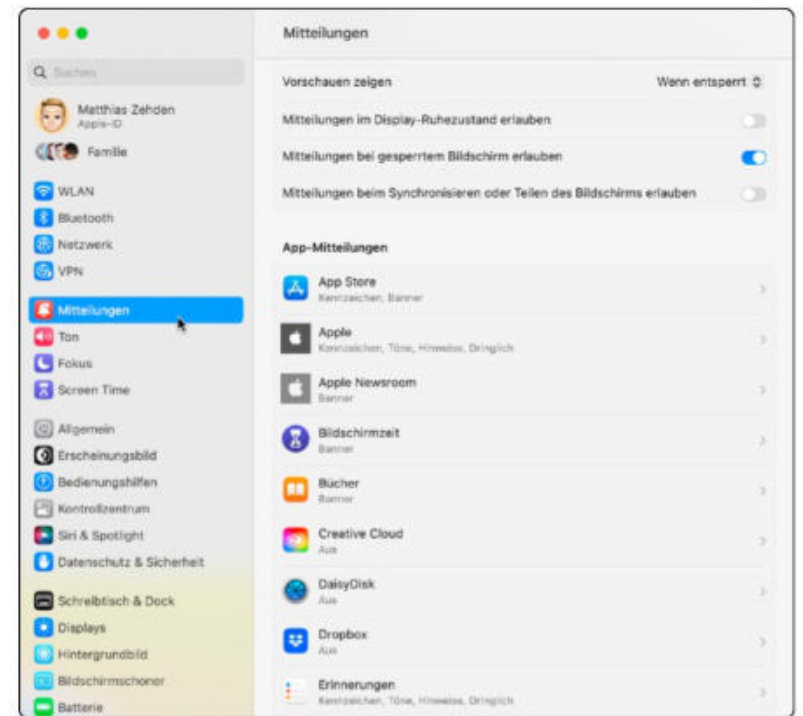 Mitteilungen
Suchen
Matthias Zehden
Apple-ID
Familie
WLAN
Bluetooth
Netzwerk
VPN
Mitteilungen
Ton
Fokus
Screen Time
Allgemein
Erscheinungsbild
Bedienungshilfen
Kontrollzentrum
Siri & Spotlight
Datenschutz & Sicherheit
Schreibtisch & Dock
Displays
Hintergrundbild
Bildschirmschoner
Batterie
Vorschauen zeigen Wenn entsperrt
Mitteilungen im Display-Ruhezustand erlauben
Mitteilungen bei gesperrtem Bildschirm erlauben
Mitteilungen beim Synchronisieren oder Teilen des Bildschirms erlauben
App-Mitteilungen
App Store
Kennzeichen, Banner
Apple
Kennzeichen, Töne, Hinweise, Dringlich
Apple Newsroom
Banner
Bildschirmzeit
Banner
Bücher
Banner
Creative Cloud
Aus
DaisyDisk
Aus
Dropbox
Aus
Erinnerungen
Kennzeichen, Töne, Hinweise, Dringlich